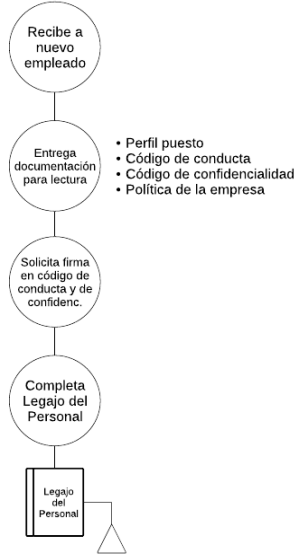 Recibe a
nuevo
empleado
Entrega
documentación
para lectura
• Perfil puesto
• Código de conducta
• Código de confidencialidad
• Política de la empresa
Solicita firma
en código de
conducta y de
confidenc.
Completa
Legajo del
Personal
Legajo
del
Personal